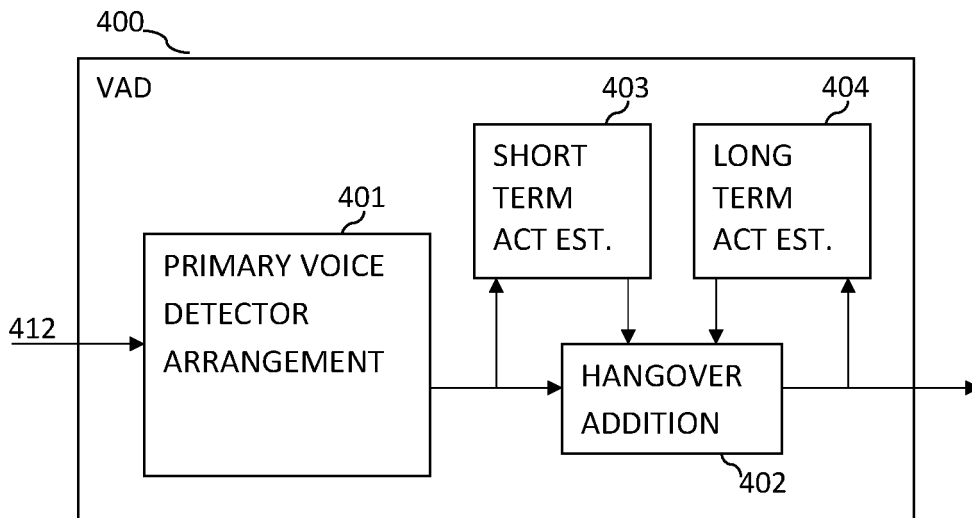 400
VAD
403
404
SHORT
TERM
ACT EST.
LONG
TERM
ACT EST.
401
PRIMARY VOICE
DETECTOR
ARRANGEMENT
412
HANGOVER
ADDITION
402